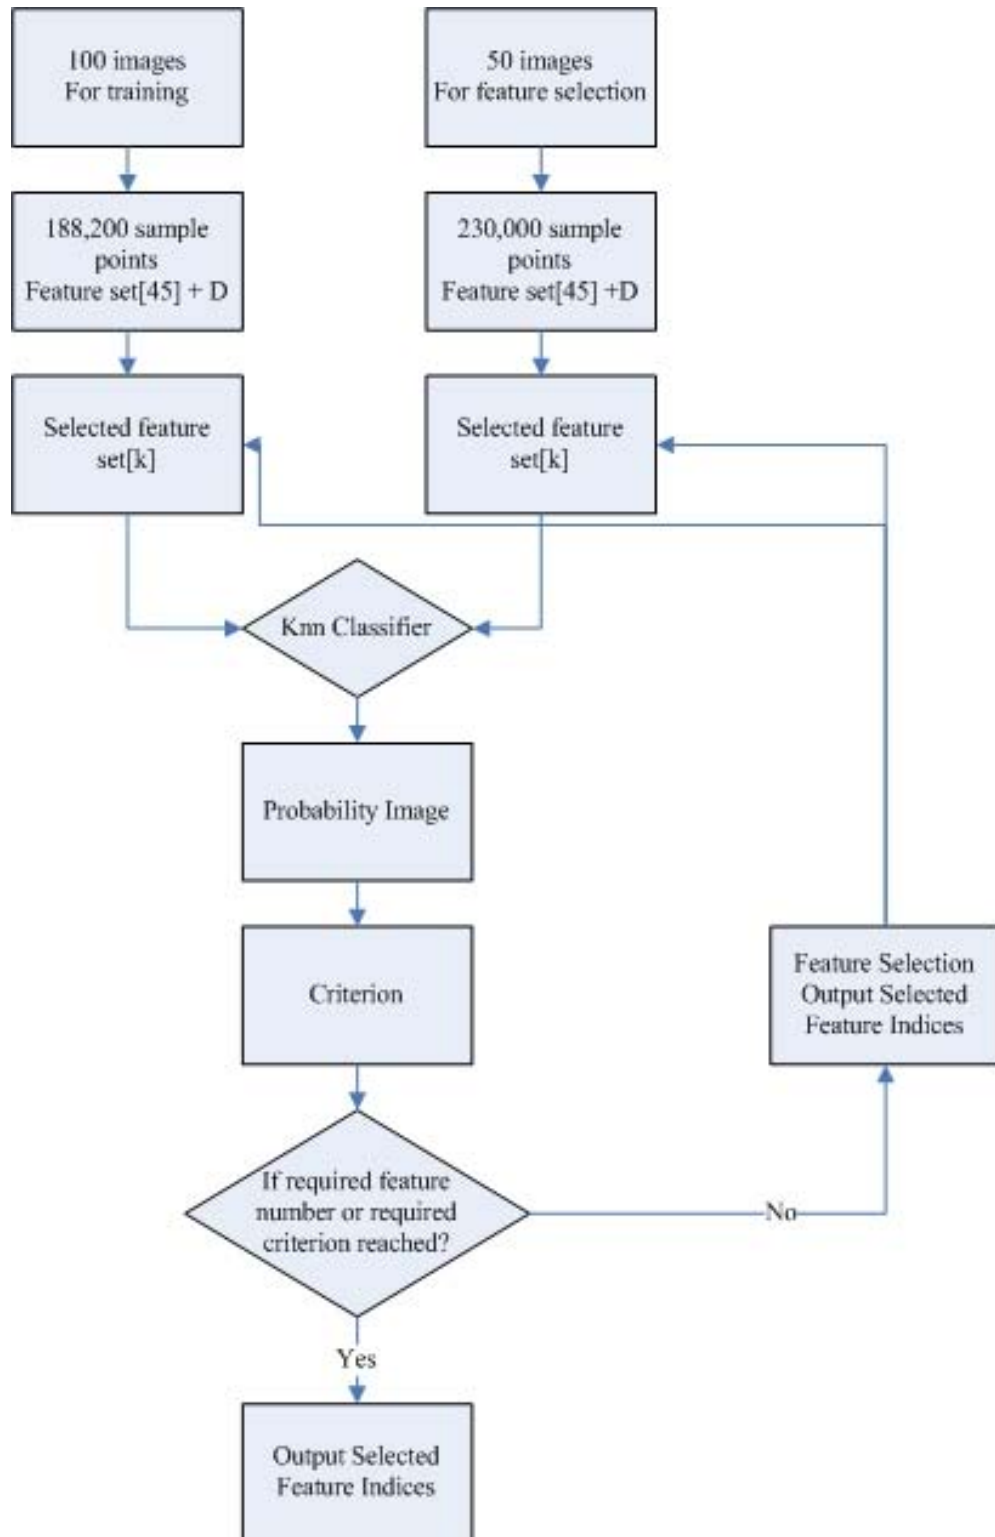 100 images
For training
50 images
For feature selection
188,200 sample
points
Feature set[45] + D
230,000 sample
points
Feature set[45] +D
Selected feature
set[k]
Selected feature
set[k]
Knn Classifier
Probability Image
Criterion
Feature Selection
Output Selected
Feature Indices
If required feature
number or required
criterion reached?
No
Yes
Output Selected
Feature Indices